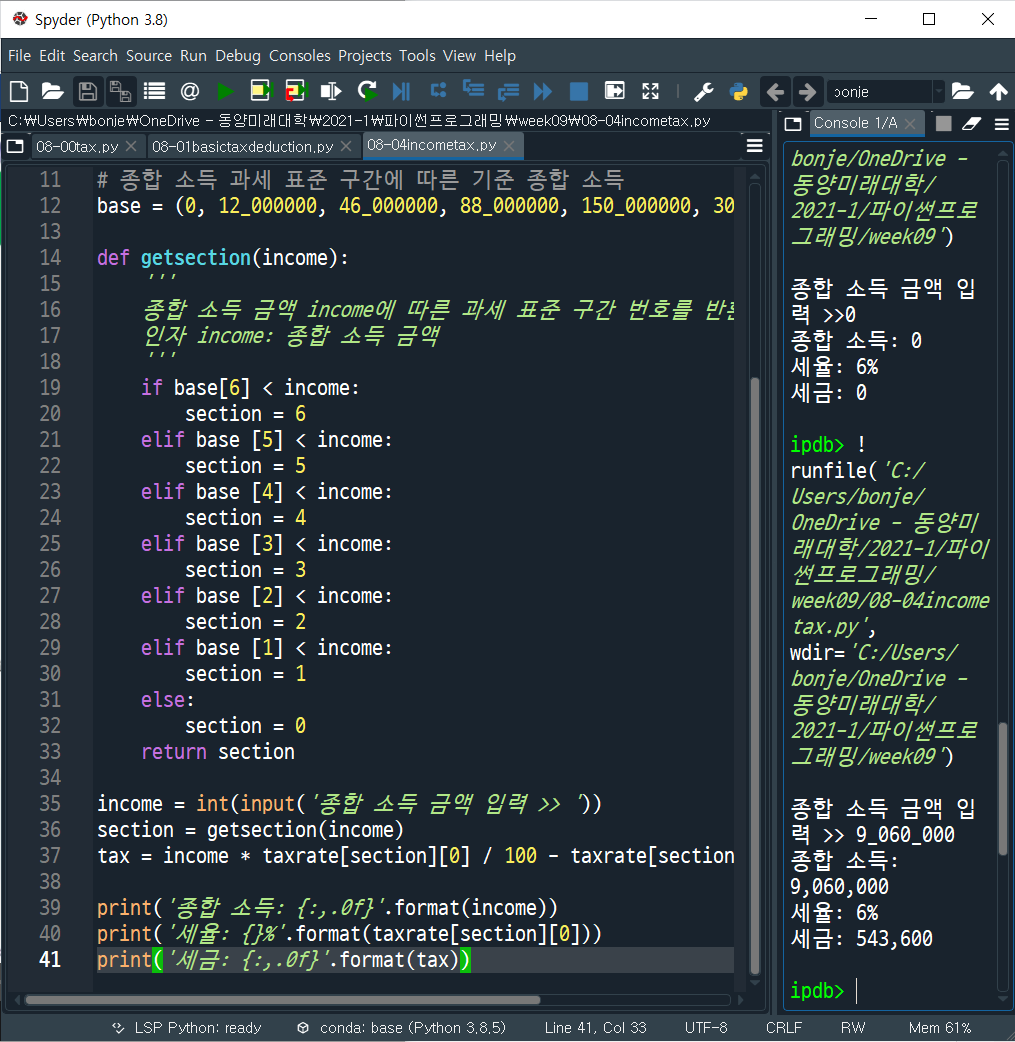 Spyder (Python 3.8)
File Edit Search Source Run Debug Consoles Projects Tools View Help
bonje
C:₩Users₩bonje₩OneDrive - 동양미래대학₩2021-1₩파이썬프로그래밍₩week09₩08-04incometax.py
08-00tax.py
08-01basictaxdeduction.py
08-04incometax.py
11 # 종합 소득 과세 표준 구간에 따른 기준 종합 소득
12 base = (0, 12_000000, 46_000000, 88_000000, 150_000000, 30
13
14 def getsection(income):
15     '''
16     종합 소득 금액 income에 따른 과세 표준 구간 번호를 반환
17     인자 income: 종합 소득 금액
18     '''
19     if base[6] < income:
20         section = 6
21     elif base [5] < income:
22         section = 5
23     elif base [4] < income:
24         section = 4
25     elif base [3] < income:
26         section = 3
27     elif base [2] < income:
28         section = 2
29     elif base [1] < income:
30         section = 1
31     else:
32         section = 0
33     return section
34
35 income = int(input('종합 소득 금액 입력 >> '))
36 section = getsection(income)
37 tax = income * taxrate[section][0] / 100 - taxrate[section
38
39 print('종합 소득: {:,.0f}'.format(income))
40 print('세율: {}%'.format(taxrate[section][0]))
41 print('세금: {:,.0f}'.format(tax))
Console 1/A
bonje/OneDrive -
동양미래대학/
2021-1/파이썬프로
그래밍/week09')
종합 소득 금액 입
력 >>0
종합 소득: 0
세율: 6%
세금: 0
ipdb> !
runfile('C:/
Users/bonje/
OneDrive - 동양미
래대학/2021-1/파이
썬프로그래밍/
week09/08-04income
tax.py',
wdir='C:/Users/
bonje/OneDrive -
동양미래대학/
2021-1/파이썬프로
그래밍/week09')
종합 소득 금액 입
력 >> 9_060_000
종합 소득:
9,060,000
세율: 6%
세금: 543,600
ipdb>
LSP Python: ready
conda: base (Python 3.8.5)
Line 41, Col 33
UTF-8
CRLF
RW
Mem 61%